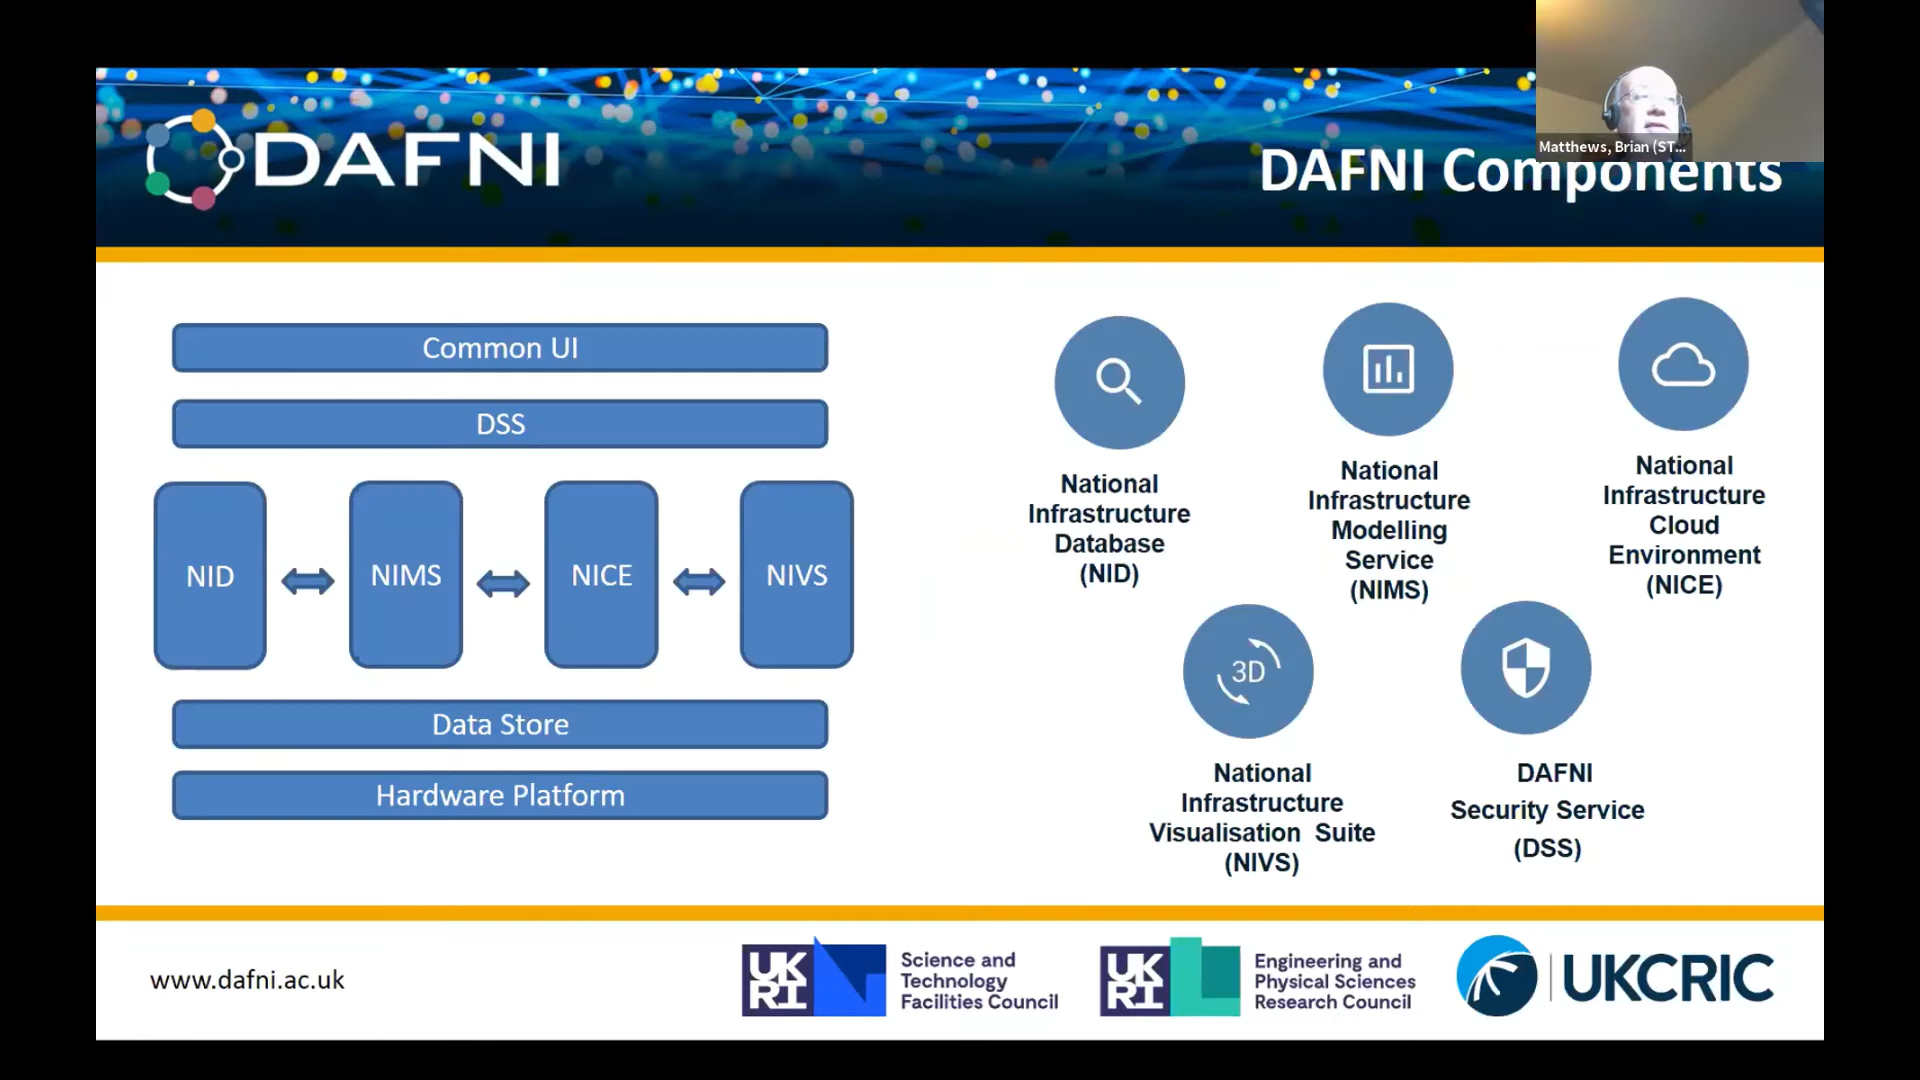 DAFNI
DAFNI Components
Matthews, Brian (ST...
Common UI
DSS
NID
NIMS
NICE
NIVS
Data Store
Hardware Platform
National
Infrastructure
Database
(NID)
National
Infrastructure
Modelling
Service
(NIMS)
National
Infrastructure
Cloud
Environment
(NICE)
3D
National
Infrastructure
Visualisation Suite
(NIVS)
DAFNI
Security Service
(DSS)
www.dafni.ac.uk
UK
RI
Science and
Technology
Facilities Council
UK
RI
Engineering and
Physical Sciences
Research Council
UKCRIC